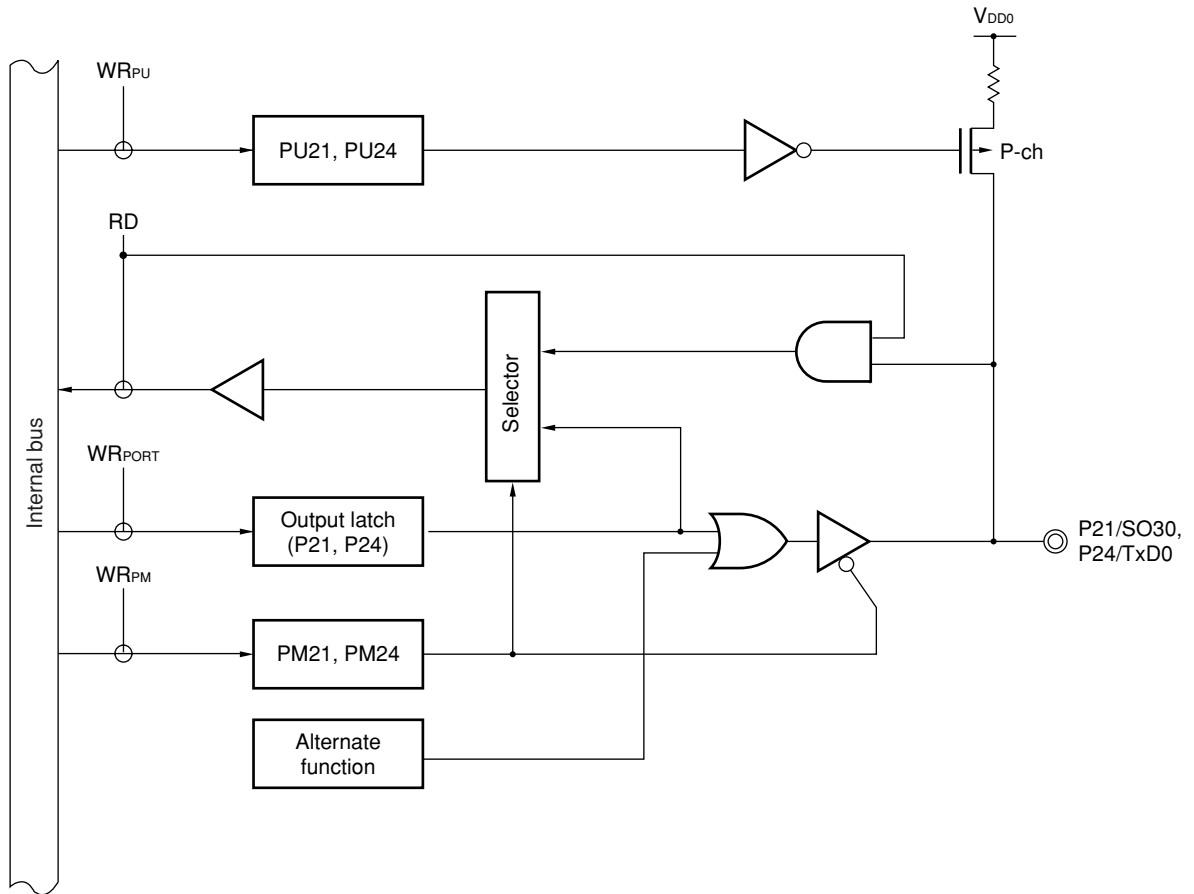 VDD0
WRPU
PU21, PU24
P-ch
RD
Selector
Internal bus
WRPORT
Output latch
(P21, P24)
P21/SO30,
P24/TxD0
WRPM
PM21, PM24
Alternate
function